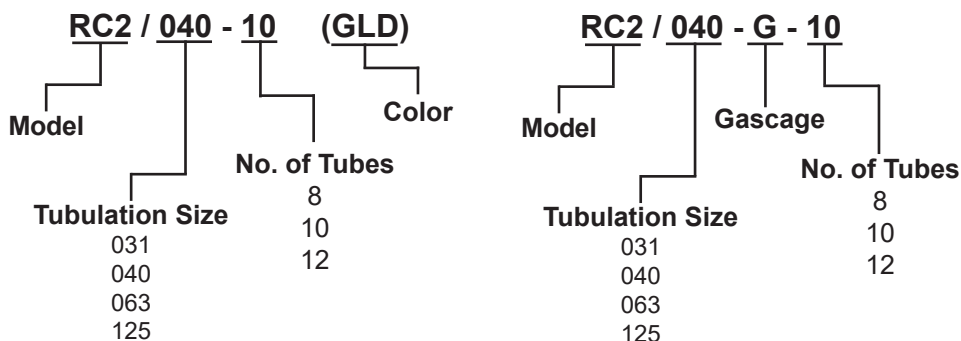 RC2 / 040 - 10 (GLD)
Model
Color
No. of Tubes
8
10
12
Tubulation Size
031
040
063
125
RC2 / 040 - G - 10
Model
Gascage
No. of Tubes
8
10
12
Tubulation Size
031
040
063
125